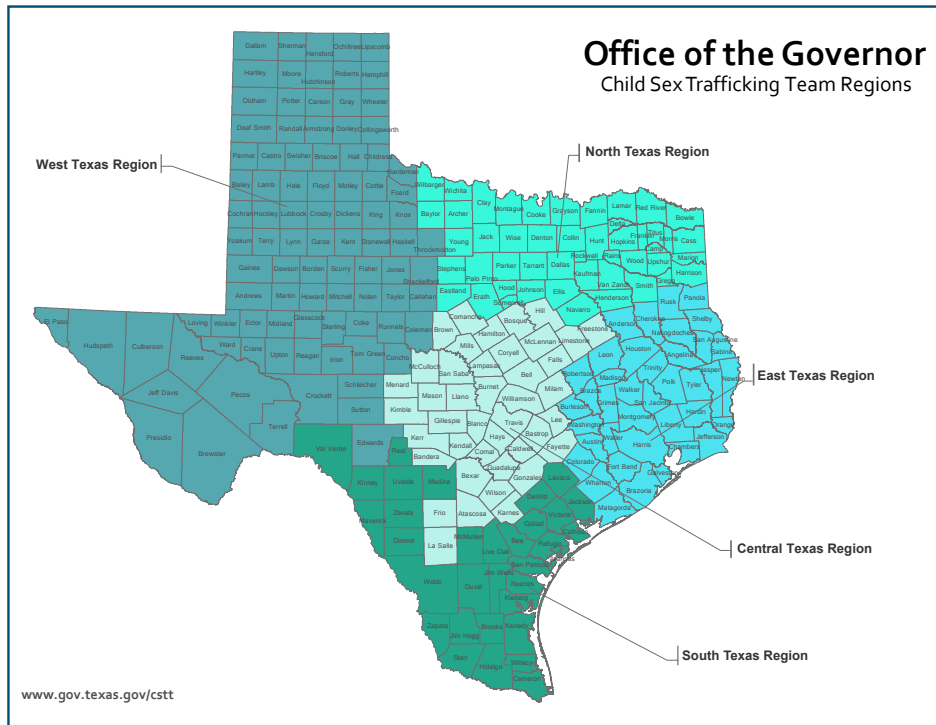 Office of the Governor
Child Sex Trafficking Team Regions
Dallam Sherman Hansford Ochiltree Lipscomb
Hartley Moore Hutchinson Roberts Hemphill
Oldham Potter Carson Gray Wheeler
Deaf Smith Randall Armstrong Donley Collingsworth
West Texas Region
North Texas Region
Parmer Castro Swisher Briscoe Hall Childress
Hardeman
Bailey Lamb Hale Floyd Motley Cottle Foard Wilbarger Wichita
Clay Montague Cooke Grayson Fannin Lamar Red River Bowie
Cochran Hockley Lubbock Crosby Dickens King Knox Baylor Archer
Jack Wise Denton Collin Hunt Delta Hopkins Franklin Titus Morris Cass
Camp
Yoakum Terry Lynn Garza Kent Stonewall Haskell Throckmorton Young
Rockwall Rains Wood Upshur Marion
Gaines Dawson Borden Scurry Fisher Jones Shackelford Stephens Palo Pinto Parker Tarrant Dallas Kaufman Van Zandt Smith Gregg Harrison
Andrews Martin Howard Mitchell Nolan Taylor Callahan Eastland Erath Hood Somervell Johnson Ellis Navarro Henderson Rusk Panola
El Paso Hudspeth Culberson Reeves Loving Winkler Ector Midland Glasscock Sterling Coke Runnels Coleman Brown Comanche Bosque Hill Freestone Anderson Cherokee Nacogdoches Shelby
Ward Crane Upton Reagan Irion Tom Green Concho Mills Hamilton McLennan Limestone San Augustine Sabine
McCulloch San Saba Lampasas Coryell Falls Leon Houston Angelina
Jeff Davis Pecos Crockett Schleicher Menard Mason Llano Burnet Bell Milam Robertson Madison Trinity Polk Tyler Jasper Newton
East Texas Region
Presidio Brewster Terrell Sutton Kimble Gillespie Blanco Williamson Travis Lee Burleson Brazos Grimes Walker San Jacinto Hardin
Val Verde Edwards Real Kerr Kendall Bandera Hays Comal Caldwell Bastrop Fayette Washington Montgomery Liberty Orange Jefferson
Austin Waller Harris Chambers
Kinney Uvalde Medina Bexar Guadalupe Gonzales Lavaca Colorado Fort Bend Galveston
Wharton Brazoria
Maverick Zavala Frio Atascosa Wilson Karnes DeWitt Jackson Matagorda
Victoria
Dimmit La Salle McMullen Live Oak Bee Goliad Refugio Calhoun
Central Texas Region
San Patricio
Webb Duval Jim Wells Nueces
Kleberg
Zapata Jim Hogg Brooks Kenedy
South Texas Region
Starr Hidalgo Willacy
Cameron
www.gov.texas.gov/cstt